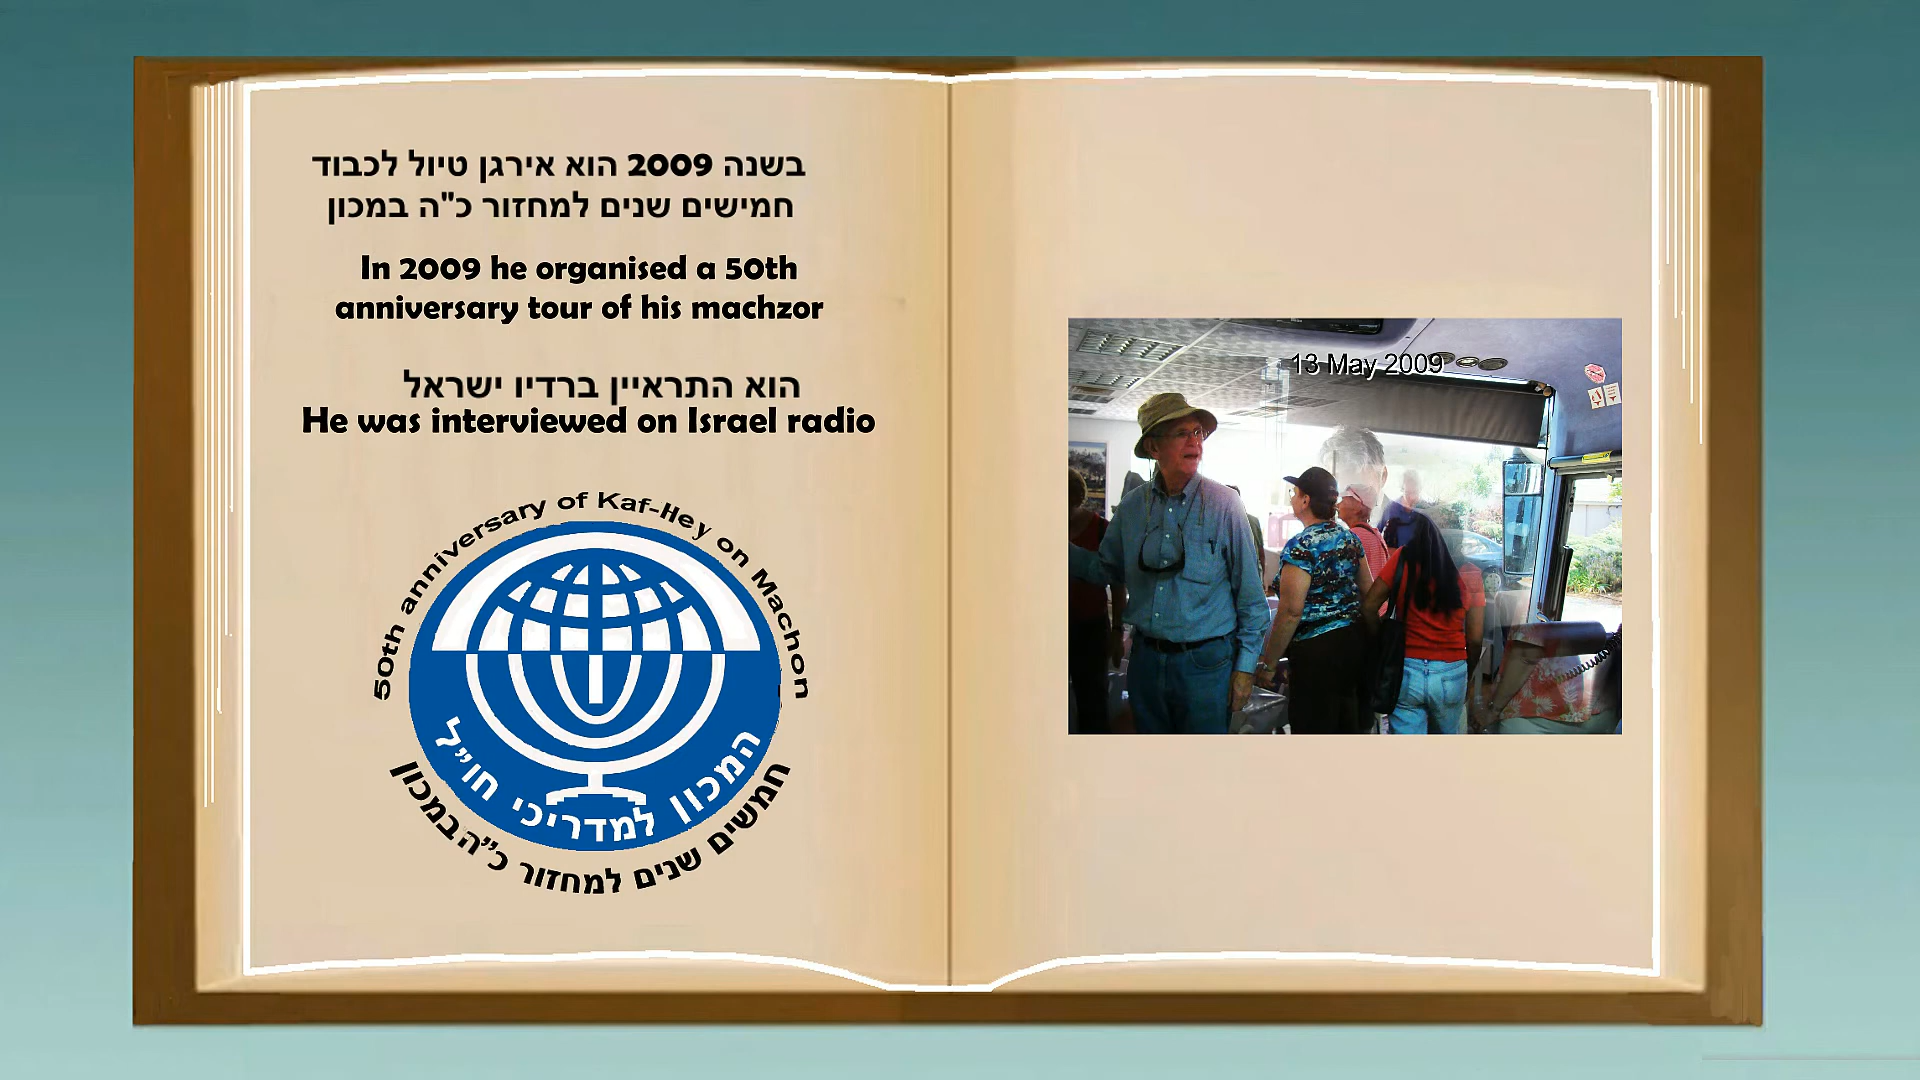 בשנה 2009 הוא אירגן טיול לכבוד
חמישים שנים למחזור כ"ה במכון
In 2009 he organised a 50th
anniversary tour of his machzor
הוא התראיין ברדיו ישראל
He was interviewed on Israel radio
50th anniversary of Kaf-Hey on Machon
המכון למדריכי חו"ל
חמשים שנים למחזור כ"ה במכון
13 May 2009